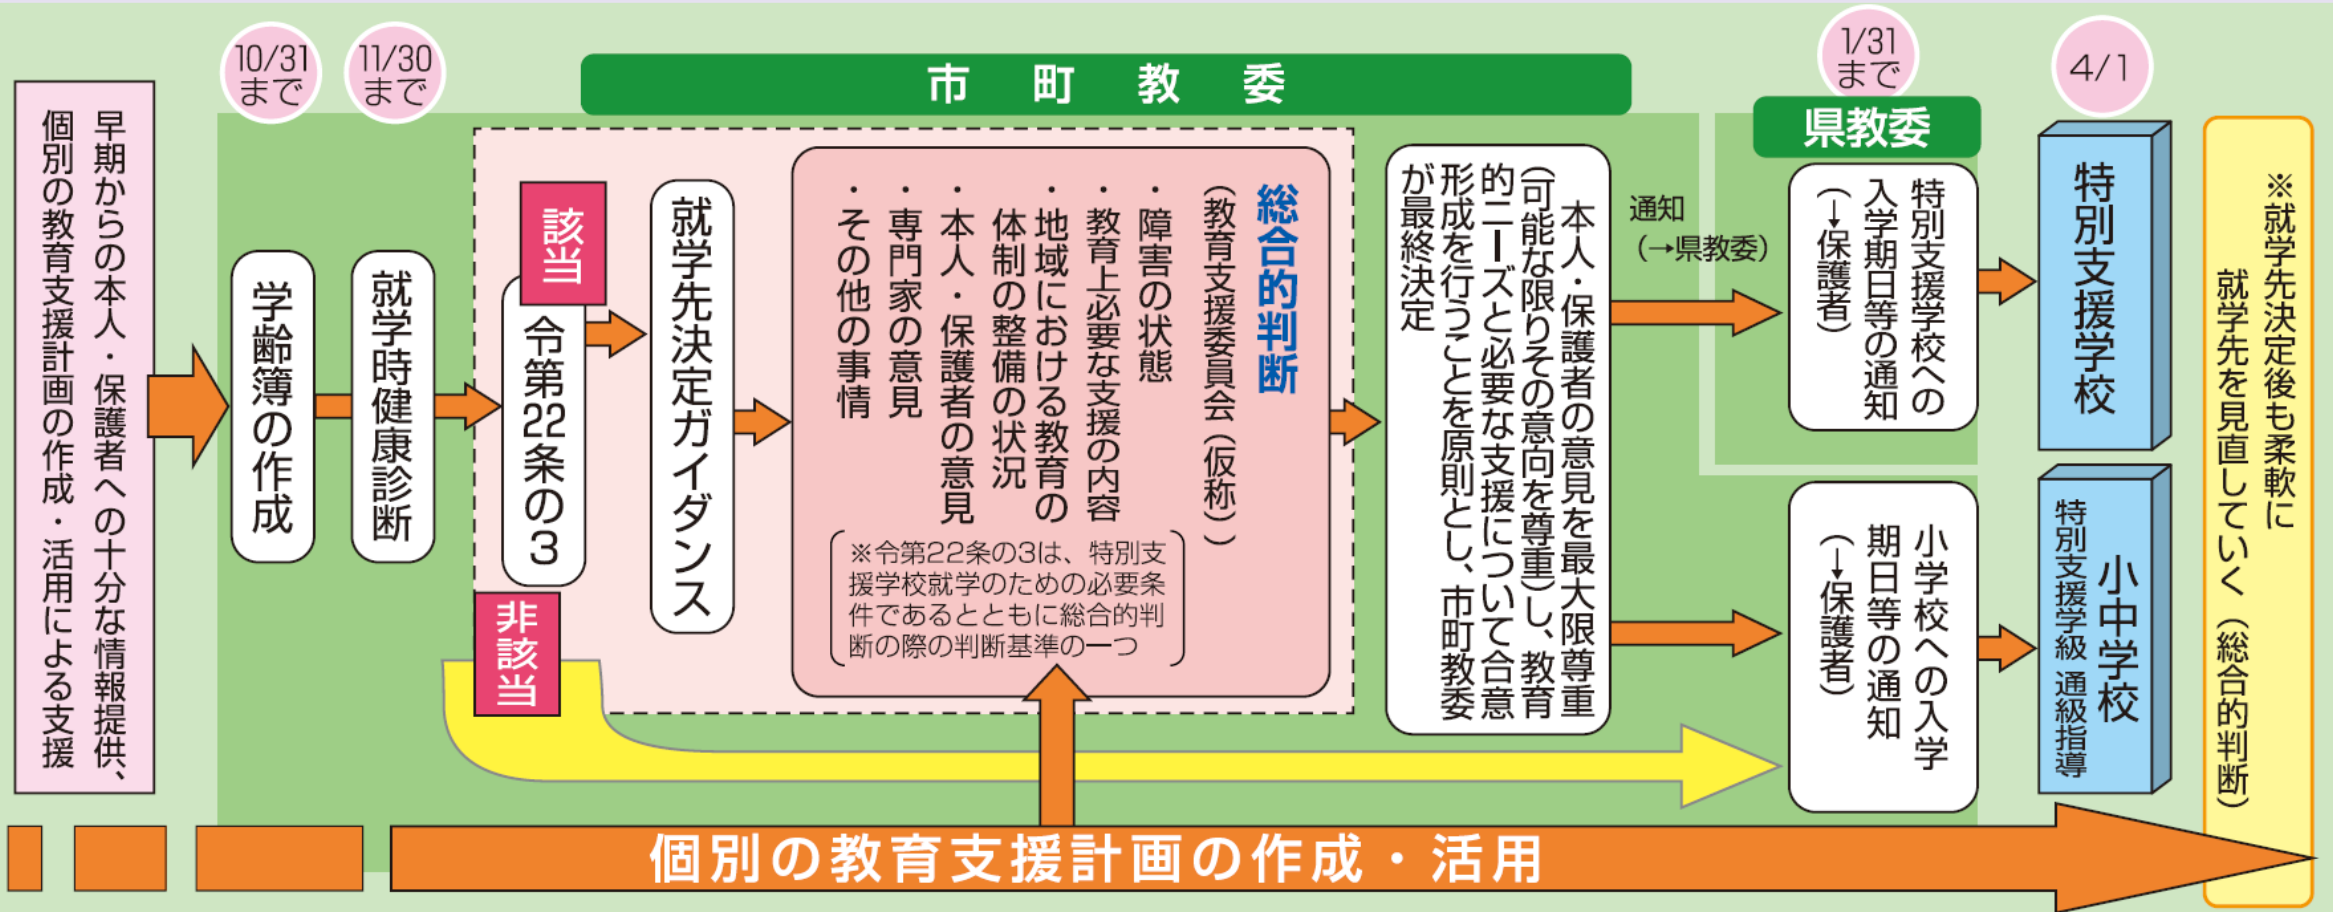 早期からの本人・保護者への十分な情報提供、
個別の教育支援計画の作成・活用による支援
10/31
まで
学齢簿の作成
11/30
まで
就学時健康診断
市町教委
該当
令第22条の3
非該当
就学先決定ガイダンス
総合的判断
(教育支援委員会(仮称))
・障害の状態
・教育上必要な支援の内容
・地域における教育の
体制の整備の状況
・本人・保護者の意見
・専門家の意見
・その他の事情
※令第22条の3は、特別支
援学校就学のための必要条
件であるとともに総合的判
断の際の判断基準の一つ
本人・保護者の意見を最大限尊重
(可能な限りその意向を尊重)し、教育
的ニーズと必要な支援について合意
形成を行うことを原則とし、市町教委
が最終決定
通知
(→県教委)
1/31
まで
県教委
特別支援学校への
入学期日等の通知
(→保護者)
小学校への入学
期日等の通知
(→保護者)
4/1
特別支援学校
小中学校
特別支援学級 通級指導
※就学先決定後も柔軟に
就学先を見直していく(総合的判断)
個別の教育支援計画の作成・活用